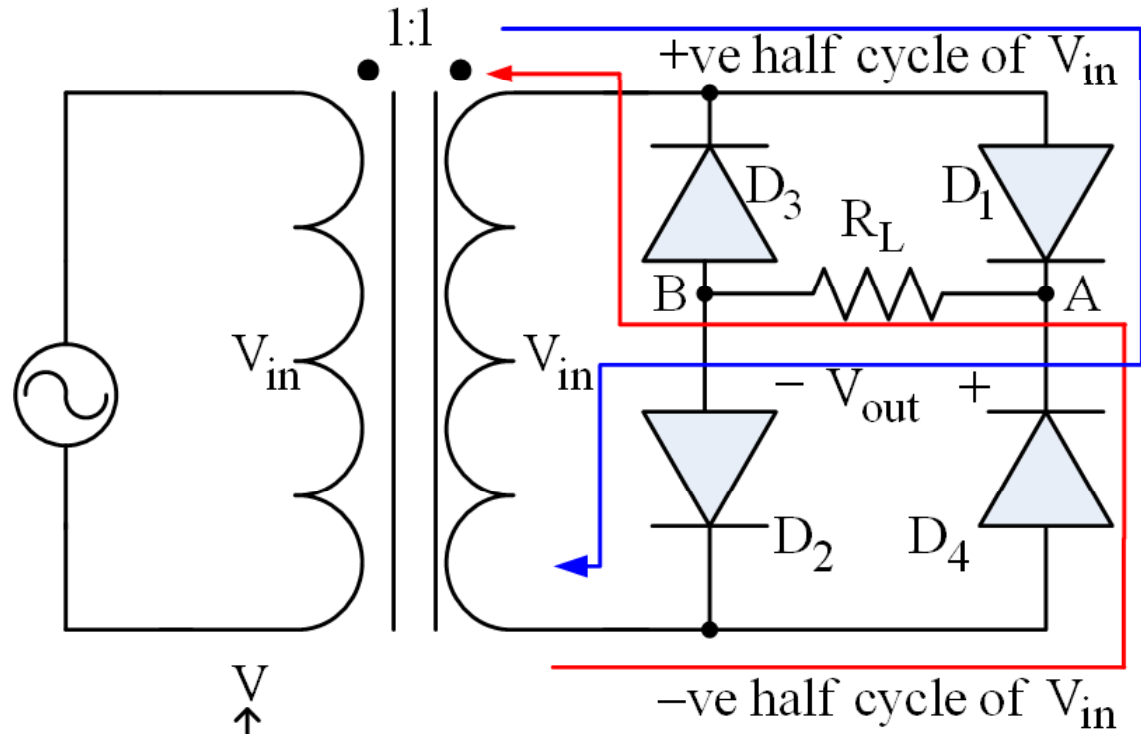 1:1
+ve half cycle of Vin
D3
D1
RL
B
A
Vin
Vin
- Vout +
D2
D4
V
-ve half cycle of Vin